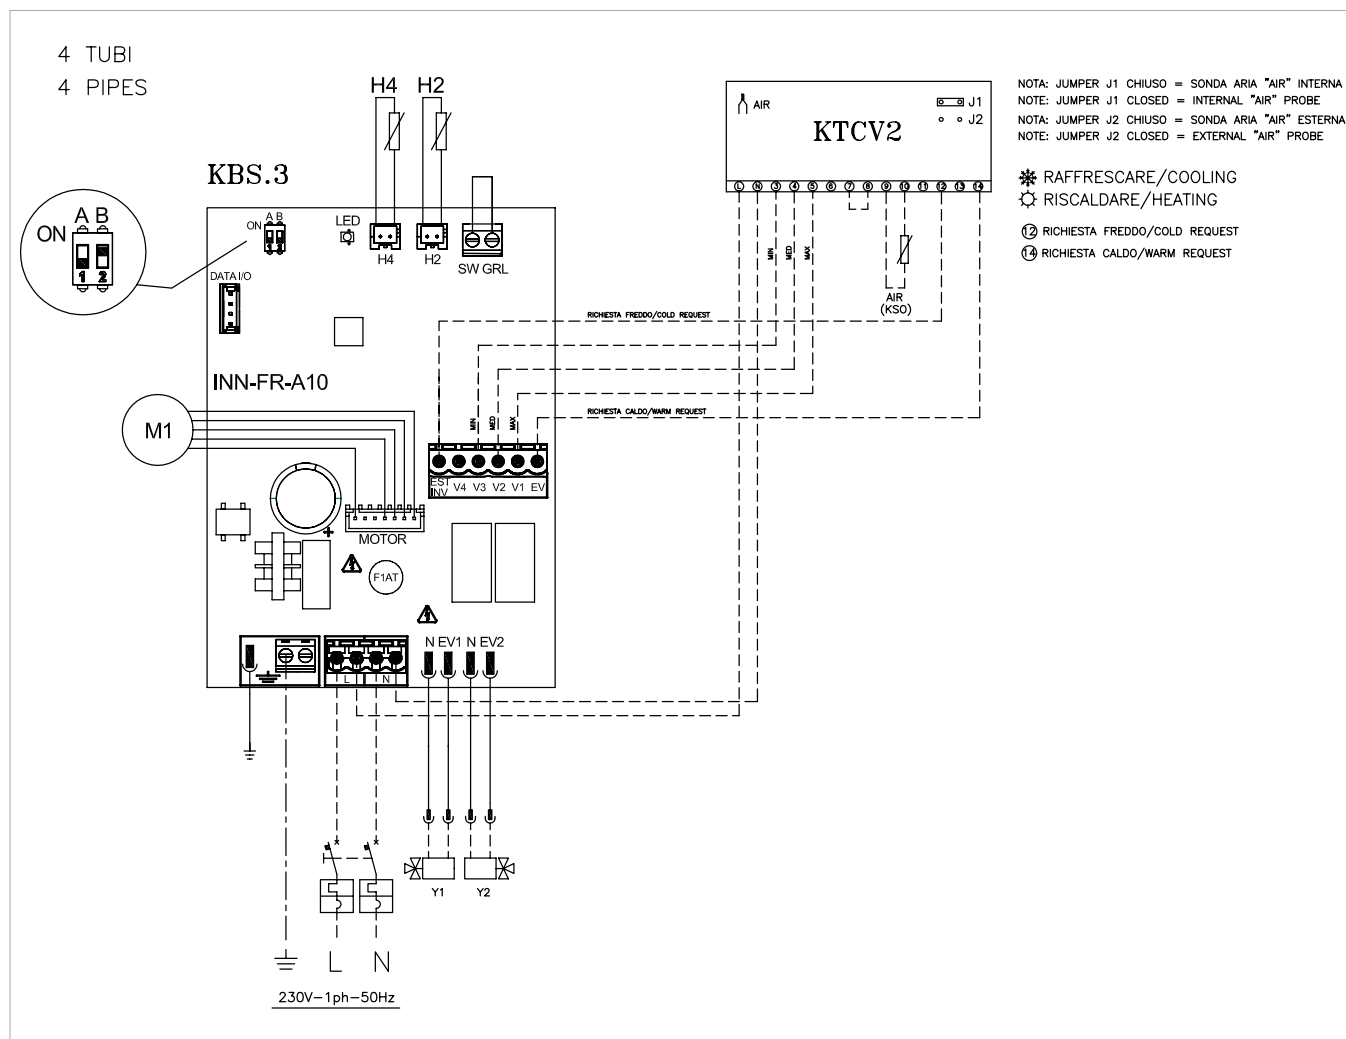 4 TUBI
4 PIPES
H4 H2
AIR
J1
J2
KTCV2
NOTA: JUMPER J1 CHIUSO = SONDA ARIA "AIR" INTERNA
NOTE: JUMPER J1 CLOSED = INTERNAL "AIR" PROBE
NOTA: JUMPER J2 CHIUSO = SONDA ARIA "AIR" ESTERNA
NOTE: JUMPER J2 CLOSED = EXTERNAL "AIR" PROBE
RAFFRESCARE/COOLING
RISCALDARE/HEATING
12 RICHIESTA FREDDO/COLD REQUEST
14 RICHIESTA CALDO/WARM REQUEST
L N 3 4 5 6 7 8 9 10 11 12 13 14
KBS.3
A B
ON
1 2
A B
ON
1 2
LED
H4 H2
SW GRL
DATA I/O
MIN MED MAX
AIR
(KSO)
RICHIESTA FREDDO/COLD REQUEST
INN-FR-A10
RICHIESTA CALDO/WARM REQUEST
MIN MED MAX
M1
EST
INV V4 V3 V2 V1 EV
MOTOR
F1AT
N EV1 N EV2
L N
Y1 Y2
L N
230V-1ph-50Hz